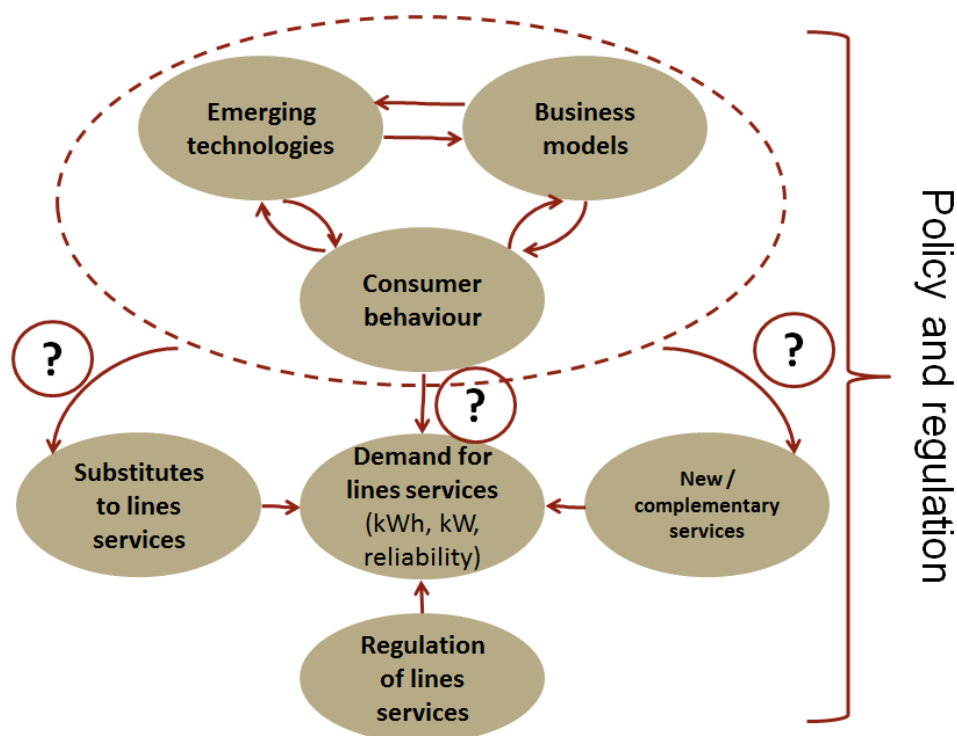 Emerging
technologies
Business
models
Consumer
behaviour
?
?
?
Substitutes
to lines
services
Demand for
lines services
(kWh, kW,
reliability)
New /
complementary
services
Regulation
of lines
services
Policy and regulation